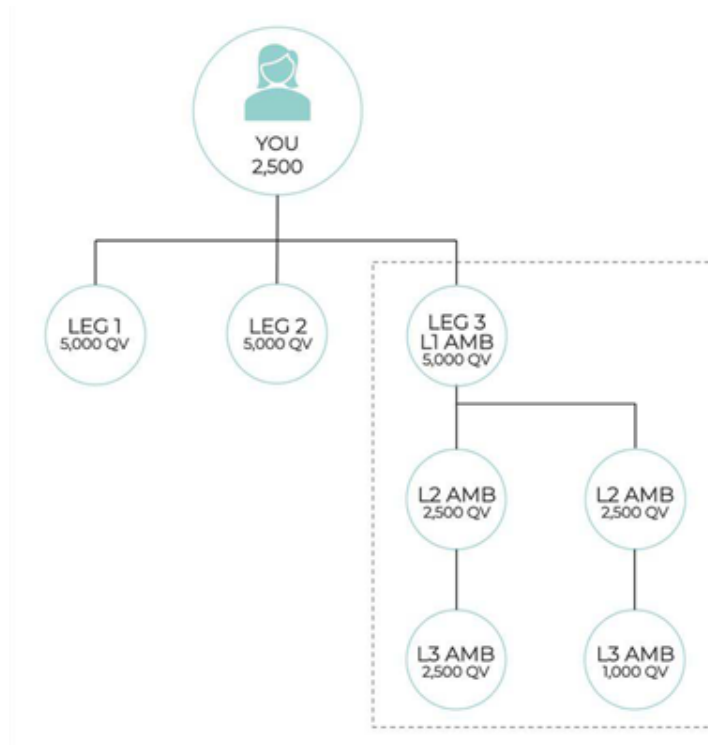 YOU
2,500
LEG 1
5,000 QV
LEG 2
5,000 QV
LEG 3
L1 AMB
5,000 QV
L2 AMB
2,500 QV
L2 AMB
2,500 QV
L3 AMB
2,500 QV
L3 AMB
1,000 QV